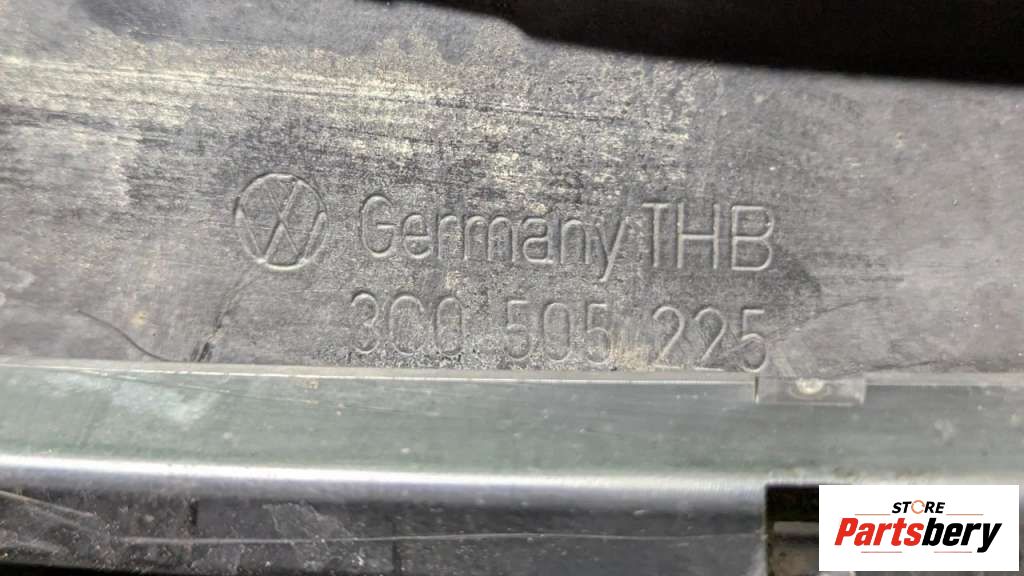 Germany THB
3C0 505 225
STORE
Partsbery